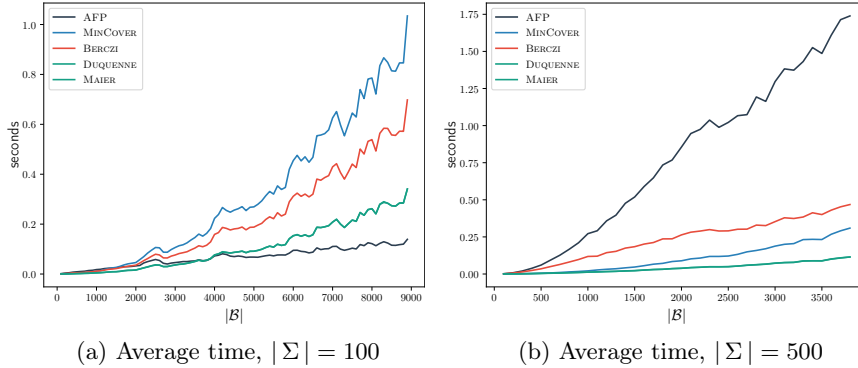 AFP
MINCOVER
BERCZI
DUQUENNE
MAIER
1.0
0.8
0.6
0.4
0.2
0.0
seconds
0 1000 2000 3000 4000 5000 6000 7000 8000 9000
|ℬ|
(a) Average time, | Σ | = 100
AFP
MINCOVER
BERCZI
DUQUENNE
MAIER
1.75
1.50
1.25
1.00
0.75
0.50
0.25
0.00
seconds
0 500 1000 1500 2000 2500 3000 3500
|ℬ|
(b) Average time, | Σ | = 500